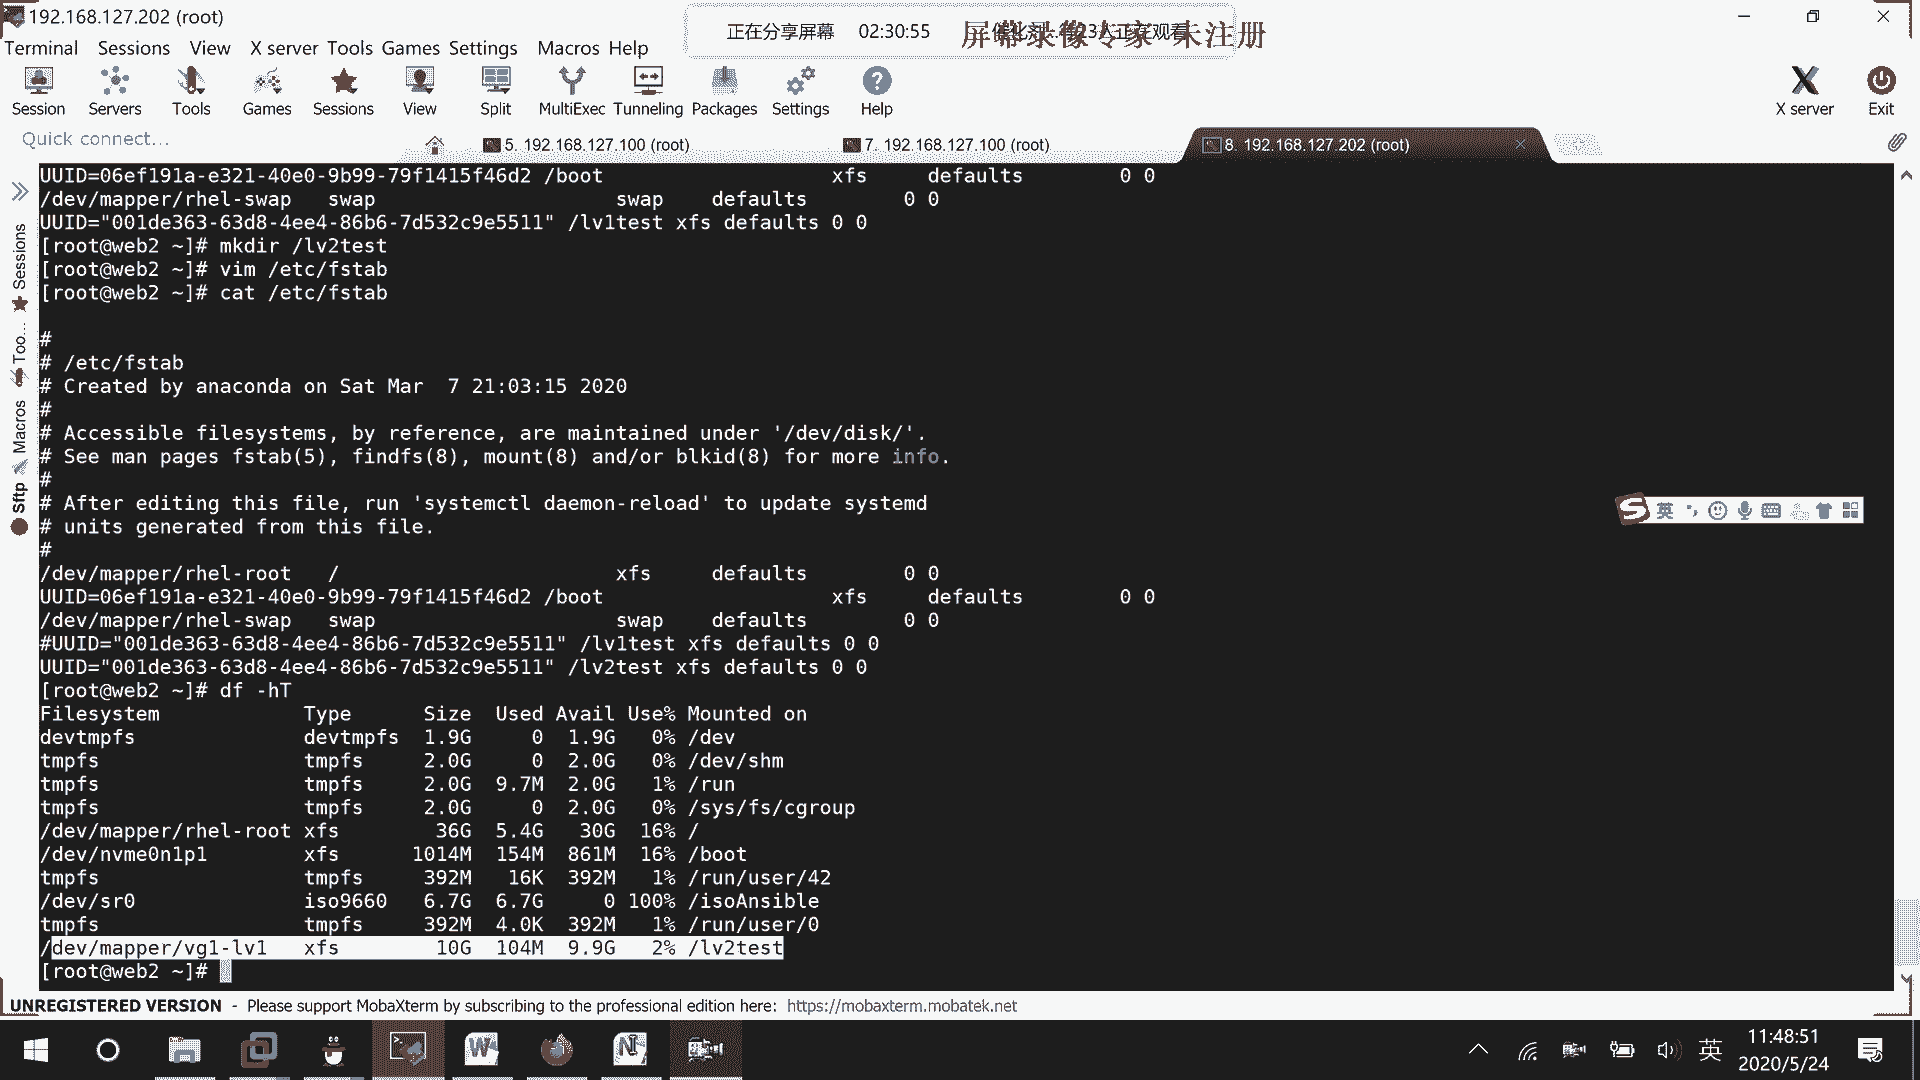 192.168.127.202 (root)
正在分享屏幕 02:30:55
屏幕录像专家 未注册
Terminal Sessions View X server Tools Games Settings Macros Help
Session Servers Tools Games Sessions View Split MultiExec Tunneling Packages Settings Help X server Exit
Quick connect...
5. 192.168.127.100 (root)
7. 192.168.127.100 (root)
8. 192.168.127.202 (root)
Sessions
Too...
Macros
Sftp
UUID=06ef191a-e321-40e0-9b99-79f1415f46d2 /boot xfs defaults 0 0
/dev/mapper/rhel-swap swap swap defaults 0 0
UUID="001de363-63d8-4ee4-86b6-7d532c9e5511" /lv1test xfs defaults 0 0
[root@web2 ~]# mkdir /lv2test
[root@web2 ~]# vim /etc/fstab
[root@web2 ~]# cat /etc/fstab
#
# /etc/fstab
# Created by anaconda on Sat Mar 7 21:03:15 2020
#
# Accessible filesystems, by reference, are maintained under '/dev/disk/'.
# See man pages fstab(5), findfs(8), mount(8) and/or blkid(8) for more info.
#
# After editing this file, run 'systemctl daemon-reload' to update systemd
# units generated from this file.
#
/dev/mapper/rhel-root / xfs defaults 0 0
UUID=06ef191a-e321-40e0-9b99-79f1415f46d2 /boot xfs defaults 0 0
/dev/mapper/rhel-swap swap swap defaults 0 0
#UUID="001de363-63d8-4ee4-86b6-7d532c9e5511" /lv1test xfs defaults 0 0
UUID="001de363-63d8-4ee4-86b6-7d532c9e5511" /lv2test xfs defaults 0 0
[root@web2 ~]# df -hT
Filesystem Type Size Used Avail Use% Mounted on
devtmpfs devtmpfs 1.9G 0 1.9G 0% /dev
tmpfs tmpfs 2.0G 0 2.0G 0% /dev/shm
tmpfs tmpfs 2.0G 9.7M 2.0G 1% /run
tmpfs tmpfs 2.0G 0 2.0G 0% /sys/fs/cgroup
/dev/mapper/rhel-root xfs 36G 5.4G 30G 16% /
/dev/nvme0n1p1 xfs 1014M 154M 861M 16% /boot
tmpfs tmpfs 392M 16K 392M 1% /run/user/42
/dev/sr0 iso9660 6.7G 6.7G 0 100% /isoAnsible
tmpfs tmpfs 392M 4.0K 392M 1% /run/user/0
/dev/mapper/vg1-lv1 xfs 10G 104M 9.9G 2% /lv2test
[root@web2 ~]#
英
UNREGISTERED VERSION - Please support MobaXterm by subscribing to the professional edition here: https://mobaxterm.mobatek.net
英
11:48:51
2020/5/24